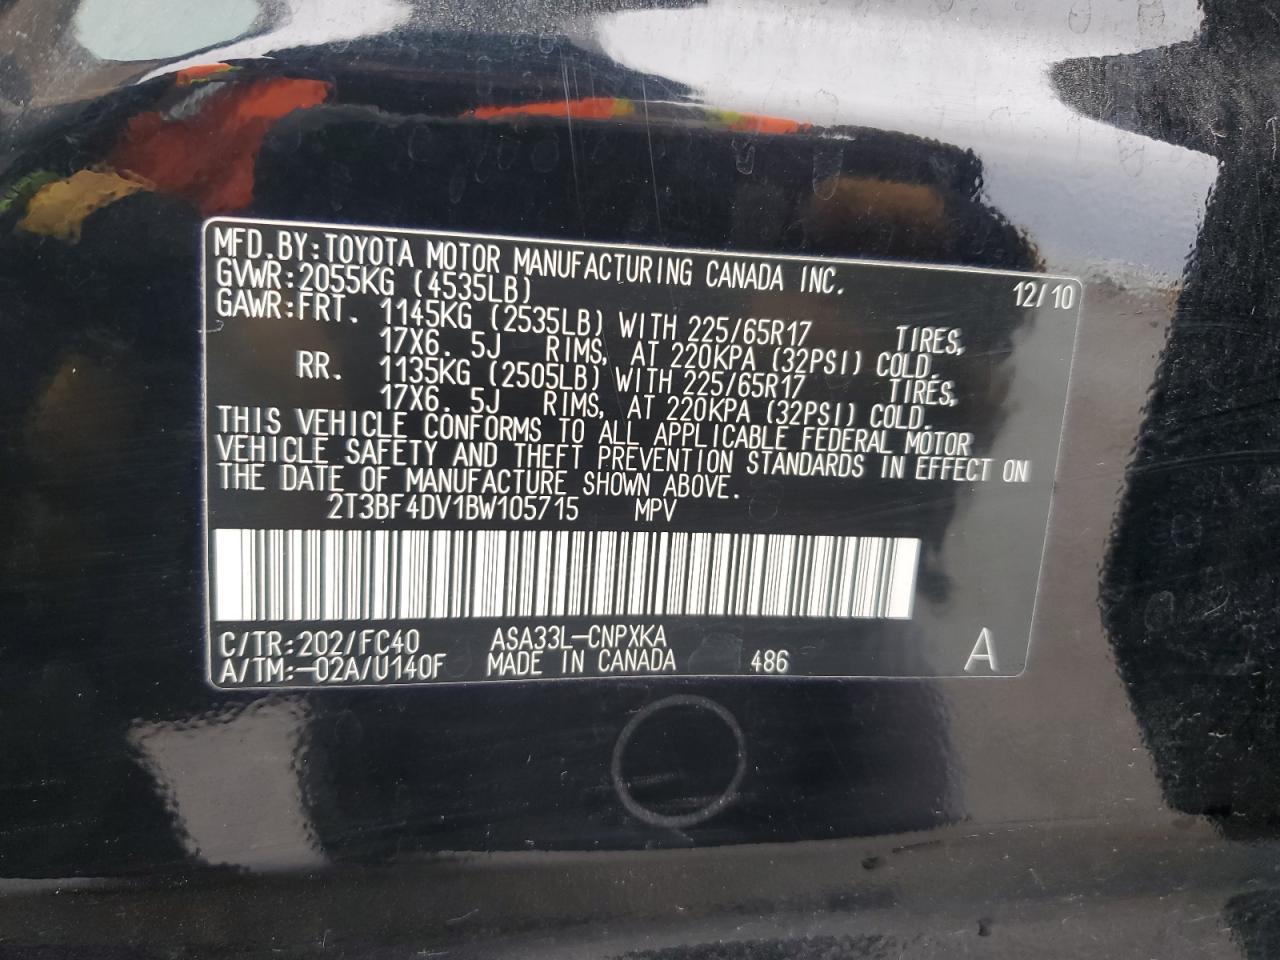 MFD.BY:TOYOTA MOTOR MANUFACTURING CANADA INC.
GVWR:2055KG (4535LB) 12/10
GAWR:FRT. 1145KG (2535LB) WITH 225/65R17 TIRES,
17X6.5J RIMS, AT 220KPA (32PSI) COLD.
RR. 1135KG (2505LB) WITH 225/65R17 TIRES,
17X6.5J RIMS, AT 220KPA (32PSI) COLD.
THIS VEHICLE CONFORMS TO ALL APPLICABLE FEDERAL MOTOR
VEHICLE SAFETY AND THEFT PREVENTION STANDARDS IN EFFECT ON
THE DATE OF MANUFACTURE SHOWN ABOVE.
2T3BF4DV1BW105715 MPV
C/TR:202/FC40 ASA33L-CNPXKA
A/TM:-02A/U140F MADE IN CANADA 486 A